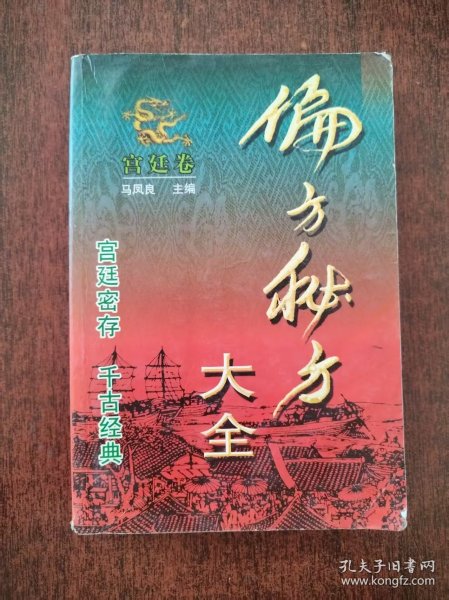 偏方秘方
大全
宫廷卷
马凤良 主编
宫廷密存 千古经典
孔夫子旧书网
www.kongfz.com